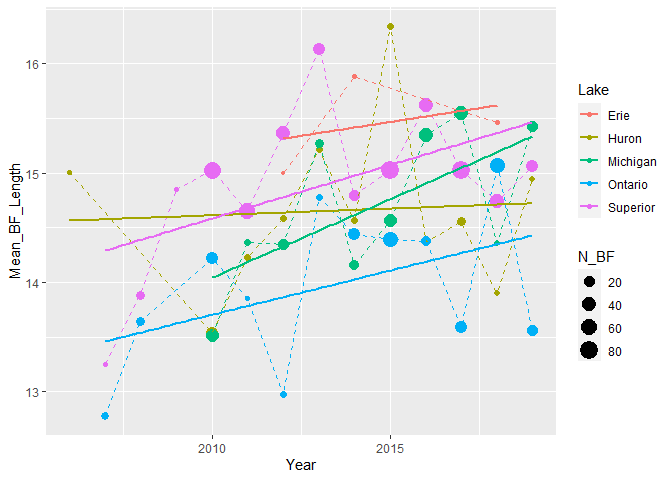 16
15
14
13
Mean_BF_Length
2010
2015
Year
Lake
Erie
Huron
Michigan
Ontario
Superior
N_BF
20
40
60
80